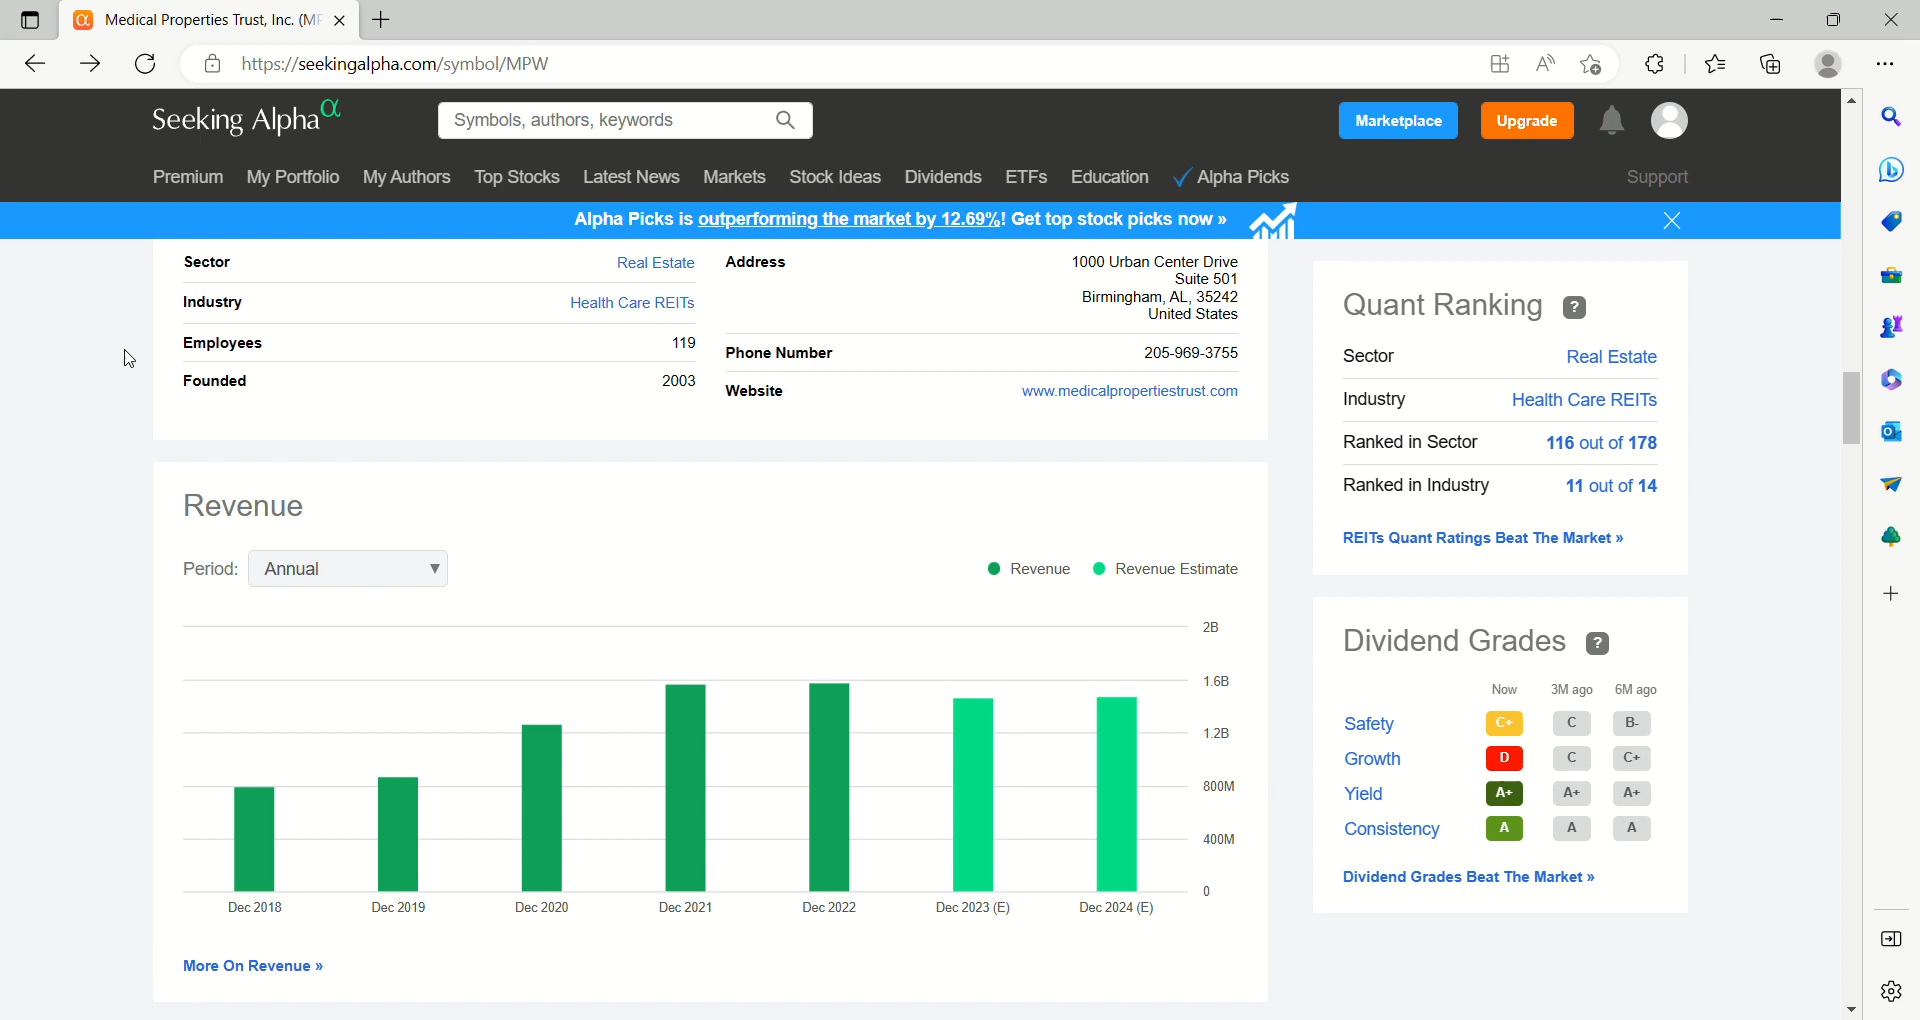 Medical Properties Trust, Inc. (MP
https://seekingalpha.com/symbol/MPW
Seeking Alpha α
Symbols, authors, keywords
Marketplace
Upgrade
Premium
My Portfolio
My Authors
Top Stocks
Latest News
Markets
Stock Ideas
Dividends
ETFs
Education
Alpha Picks
Support
Alpha Picks is outperforming the market by 12.69%! Get top stock picks now »
Sector Real Estate
Industry Health Care REITs
Employees 119
Founded 2003
Address 1000 Urban Center Drive
Suite 501
Birmingham, AL, 35242
United States
Phone Number 205-969-3755
Website www.medicalpropertiestrust.com
Revenue
Period: Annual
Revenue
Revenue Estimate
2B
1.6B
1.2B
800M
400M
0
Dec 2018
Dec 2019
Dec 2020
Dec 2021
Dec 2022
Dec 2023 (E)
Dec 2024 (E)
More On Revenue »
Quant Ranking ?
Sector Real Estate
Industry Health Care REITs
Ranked in Sector 116 out of 178
Ranked in Industry 11 out of 14
REITs Quant Ratings Beat The Market »
Dividend Grades ?
Now 3M ago 6M ago
Safety C+ C B-
Growth D C C+
Yield A+ A+ A+
Consistency A A A
Dividend Grades Beat The Market »